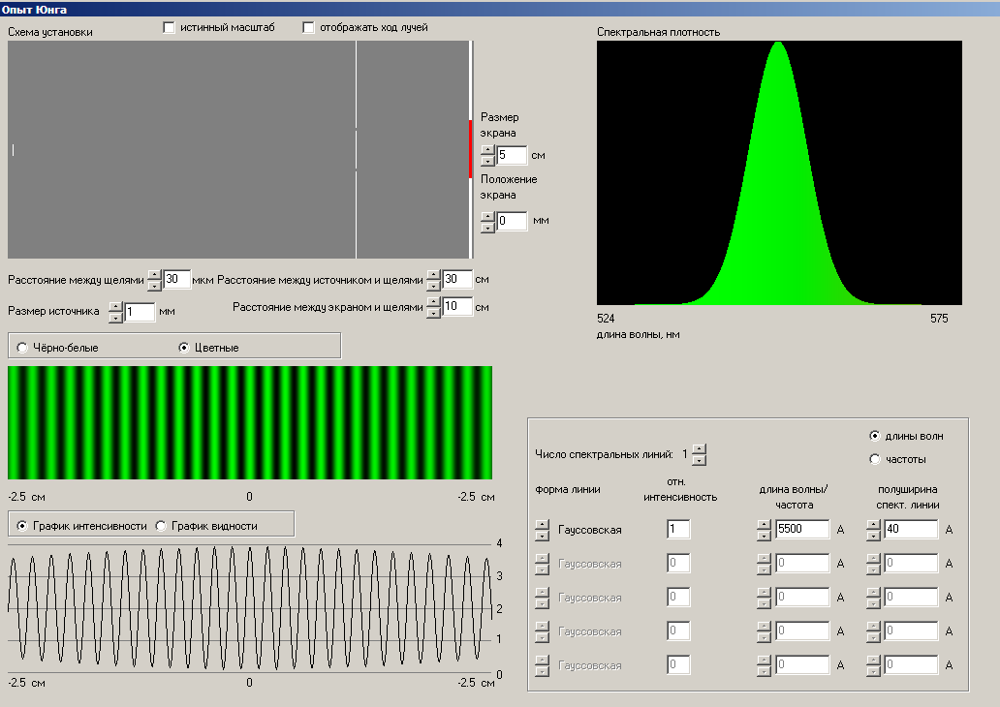 Опыт Юнга
Схема установки
истинный масштаб
отображать ход лучей
Размер
экрана
5 см
Положение
экрана
0 мм
Расстояние между щелями 30 мкм Расстояние между источником и щелями 30 см
Размер источника 1 мм Расстояние между экраном и щелями 10 см
Чёрно-белые Цветные
-2.5 см 0 -2.5 см
График интенсивности График видности
4
3
2
1
0
-2.5 см 0 -2.5 см
Спектральная плотность
524 575
длина волны, нм
длины волн
Число спектральных линий: 1
частоты
форма линии
отн.
интенсивность
длина волны/
частота
полуширина
спект. линии
Гауссовская 1 5500 А 40 А
Гауссовская 0 0 А 0 А
Гауссовская 0 0 А 0 А
Гауссовская 0 0 А 0 А
Гауссовская 0 0 А 0 А